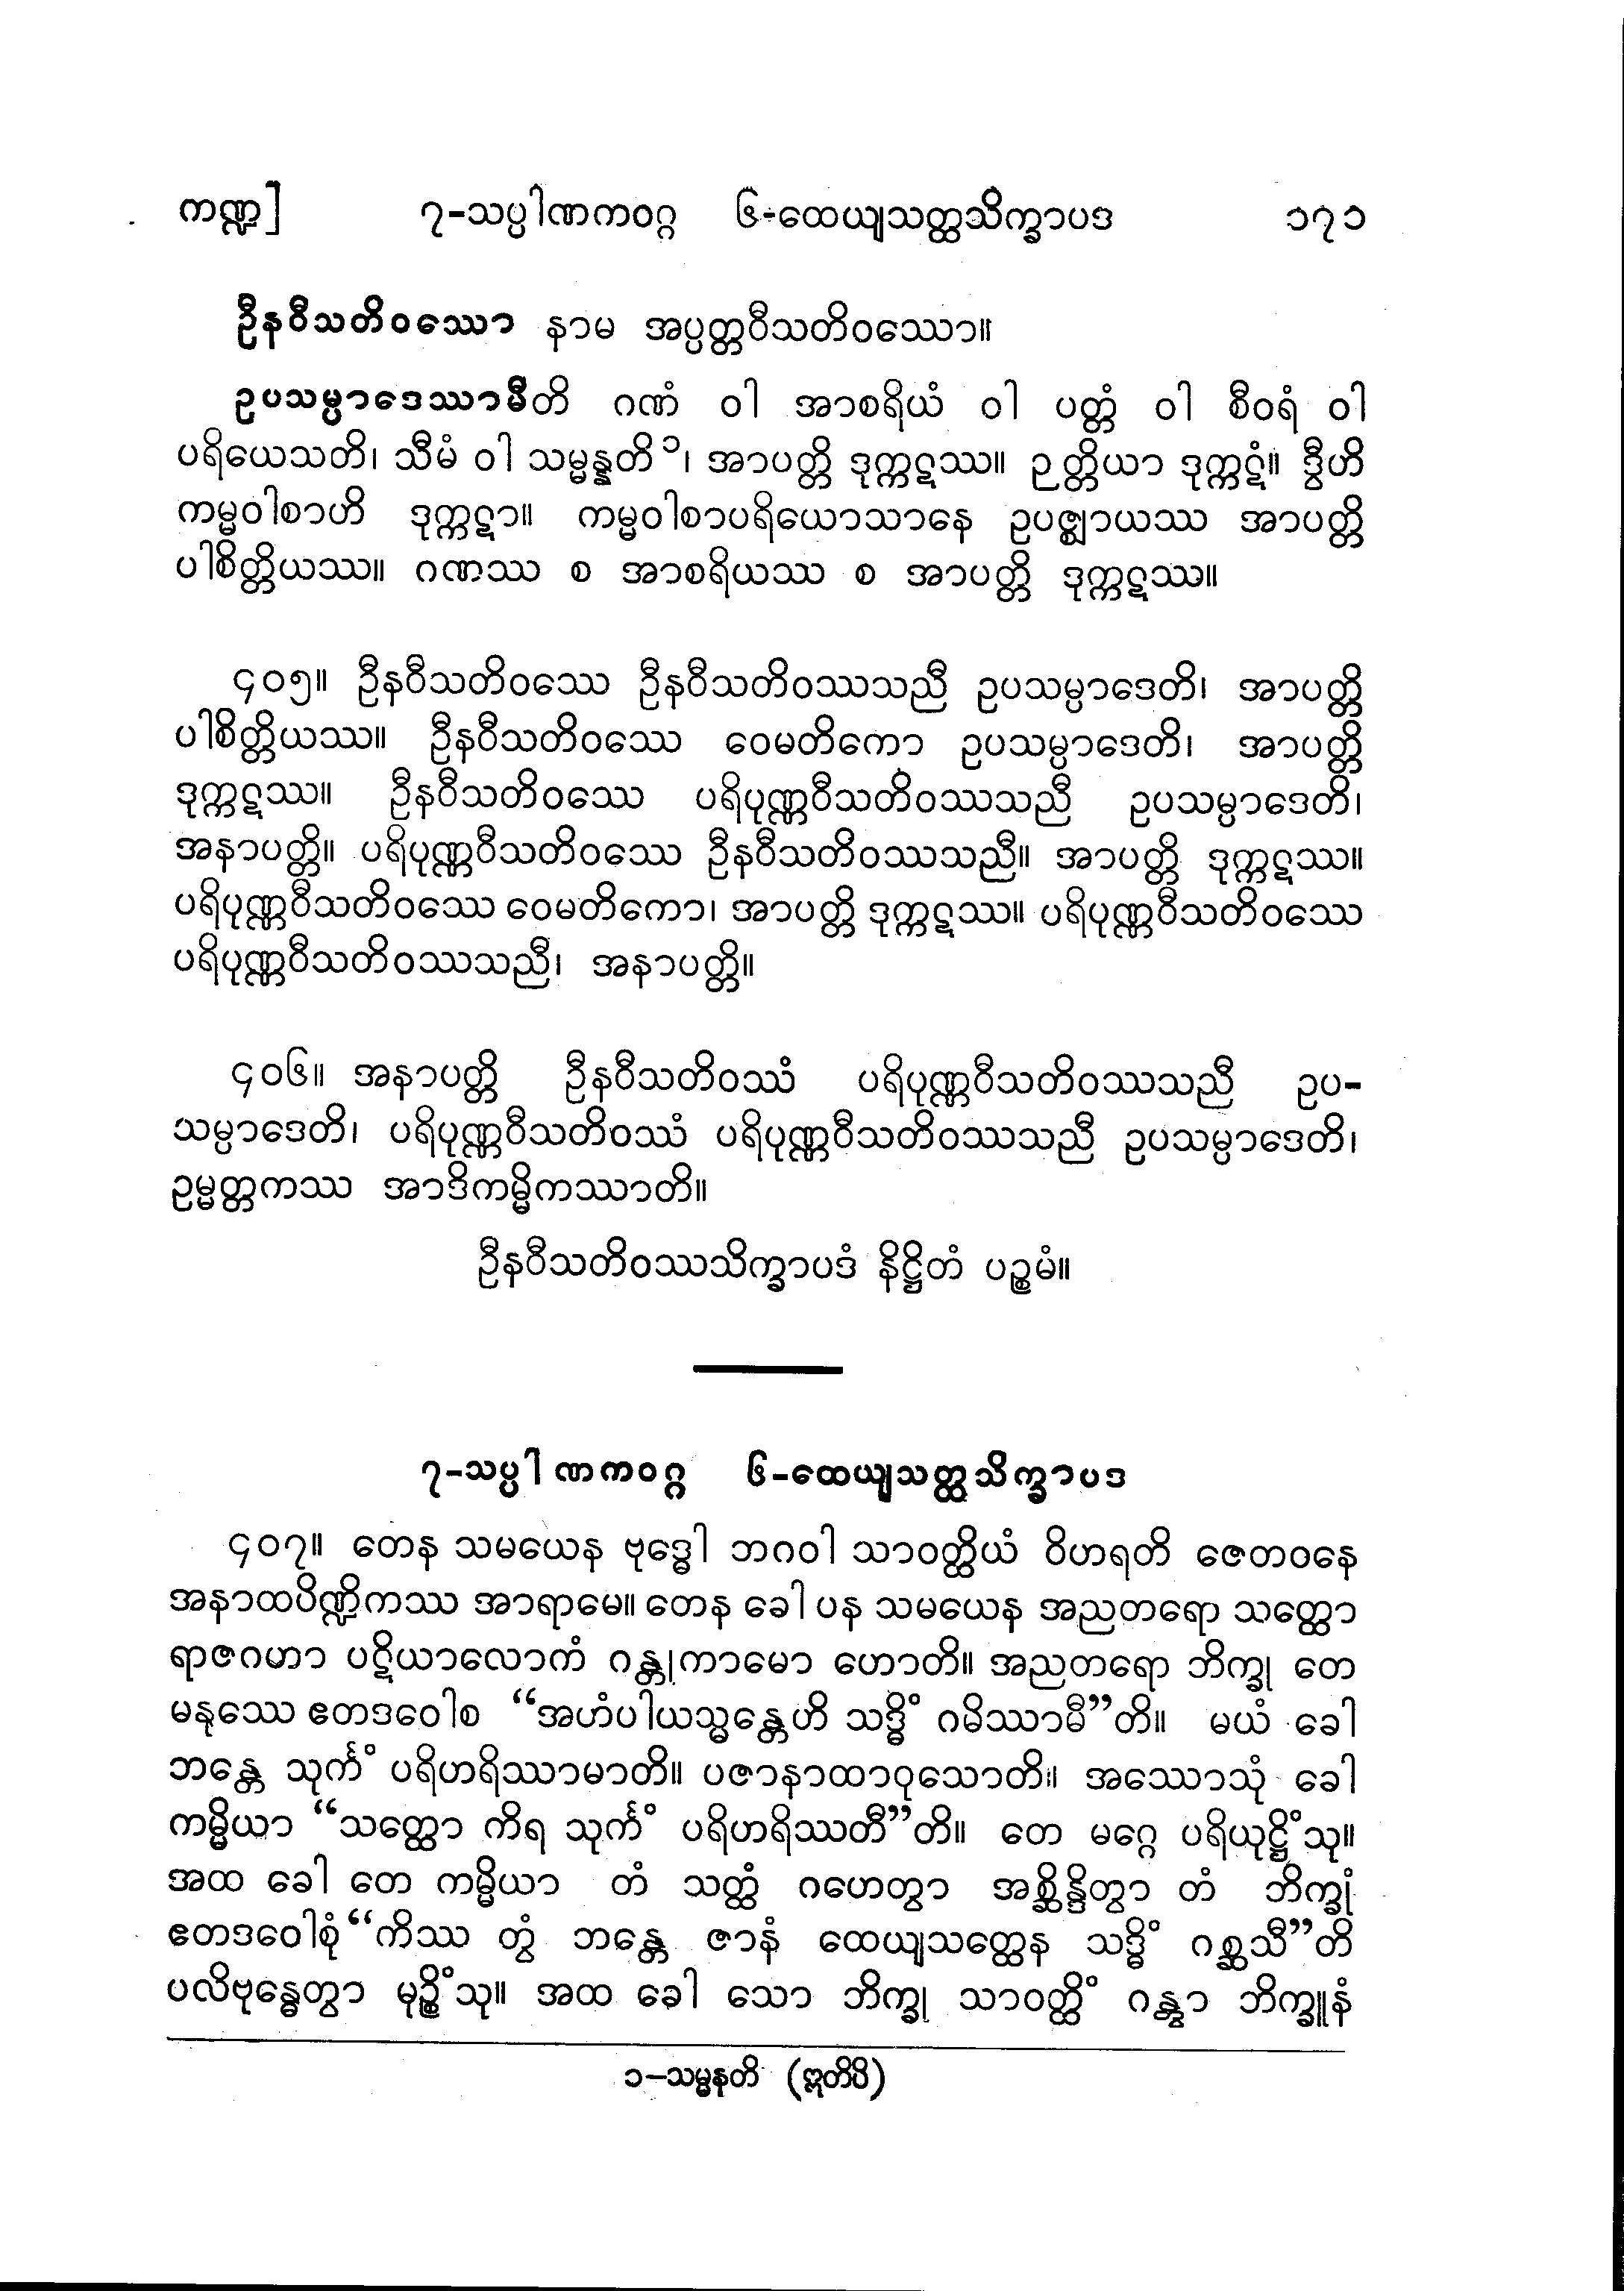 ကဏ္ဍ] ၇-သပ္ပါဏကဝဂ္ဂ ၆-ထေယျသတ္ထသိက္ခာပဒ ၁၇၁
ဦနဝီသတိဝဿော နာမ အပ္ပတ္တဝီသတိဝဿော။
ဥပသမ္ပာဒေဿာမီတိ ဂဏံ ဝါ အာစရိယံ ဝါ ပတ္တံ ဝါ စီဝရံ ဝါ
ပရိယေသတိ၊ သီမံ ဝါ သမ္မန္နတိ ၁၊ အာပတ္တိ ဒုက္ကဋဿ။ ဉတ္တိယာ ဒုက္ကဋံ။ ဒွီဟိ
ကမ္မဝါစာဟိ ဒုက္ကဋာ။ ကမ္မဝါစာပရိယောသာနေ ဥပဇ္ဈာယဿ အာပတ္တိ
ပါစိတ္တိယဿ။ ဂဏဿ စ အာစရိယဿ စ အာပတ္တိ ဒုက္ကဋဿ။
၄၀၅။ ဦနဝီသတိဝဿေ ဦနဝီသတိဝဿသညီ ဥပသမ္ပာဒေတိ၊ အာပတ္တိ
ပါစိတ္တိယဿ။ ဦနဝီသတိဝဿေ ဝေမတိကော ဥပသမ္ပာဒေတိ၊ အာပတ္တိ
ဒုက္ကဋဿ။ ဦနဝီသတိဝဿေ ပရိပုဏ္ဏဝီသတိဝဿသညီ ဥပသမ္ပာဒေတိ၊
အနာပတ္တိ။ ပရိပုဏ္ဏဝီသတိဝဿေ ဦနဝီသတိဝဿသညီ။ အာပတ္တိ ဒုက္ကဋဿ။
ပရိပုဏ္ဏဝီသတိဝဿေ ဝေမတိကော၊ အာပတ္တိ ဒုက္ကဋဿ။ ပရိပုဏ္ဏဝီသတိဝဿေ
ပရိပုဏ္ဏဝီသတိဝဿသညီ၊ အနာပတ္တိ။
၄၀၆။ အနာပတ္တိ ဦနဝီသတိဝဿံ ပရိပုဏ္ဏဝီသတိဝဿသညီ ဥပ-
သမ္ပာဒေတိ၊ ပရိပုဏ္ဏဝီသတိဝဿံ ပရိပုဏ္ဏဝီသတိဝဿသညီ ဥပသမ္ပာဒေတိ၊
ဥမ္မတ္တကဿ အာဒိကမ္မိကဿာတိ။
ဦနဝီသတိဝဿသိက္ခာပဒံ နိဋ္ဌိတံ ပဉ္စမံ။
၇-သပ္ပါဏကဝဂ္ဂ ၆-ထေယျသတ္ထသိက္ခာပဒ
၄၀၇။ တေန သမယေန ဗုဒ္ဓေါ ဘဂဝါ သာဝတ္ထိယံ ဝိဟရတိ ဇေတဝနေ
အနာထပိဏ္ဍိကဿ အာရာမေ။ တေန ခေါ ပန သမယေန အညတရော သတ္ထော
ရာဇဂဟာ ပဋိယာလောကံ ဂန္တုကာမော ဟောတိ။ အညတရော ဘိက္ခု တေ
မနုဿေ ဧတဒဝေါစ “အဟံပါယသ္မန္တေဟိ သဒ္ဓိံ ဂမိဿာမီ”တိ။ မယံ ခေါ
ဘန္တေ သုင်္ကံ ပရိဟရိဿာမာတိ။ ပဇာနာထာဝုသောတိ။ အဿောသုံ ခေါ
ကမ္မိယာ “သတ္ထော ကိရ သုင်္ကံ ပရိဟရိဿတီ”တိ။ တေ မဂ္ဂေ ပရိယုဋ္ဌိံသု။
အထ ခေါ တေ ကမ္မိယာ တံ သတ္ထံ ဂဟေတွာ အစ္ဆိန္ဒိတွာ တံ ဘိက္ခုံ
ဧတဒဝေါစုံ “ကိဿ တွံ ဘန္တေ ဇာနံ ထေယျသတ္ထေန သဒ္ဓိံ ဂစ္ဆသီ”တိ
ပလိဗုန္ဓေတွာ မုဉ္စိံသု။ အထ ခေါ သော ဘိက္ခု သာဝတ္ထိံ ဂန္တွာ ဘိက္ခူနံ
၁–သမ္မနတိ (ဣတိပိ)